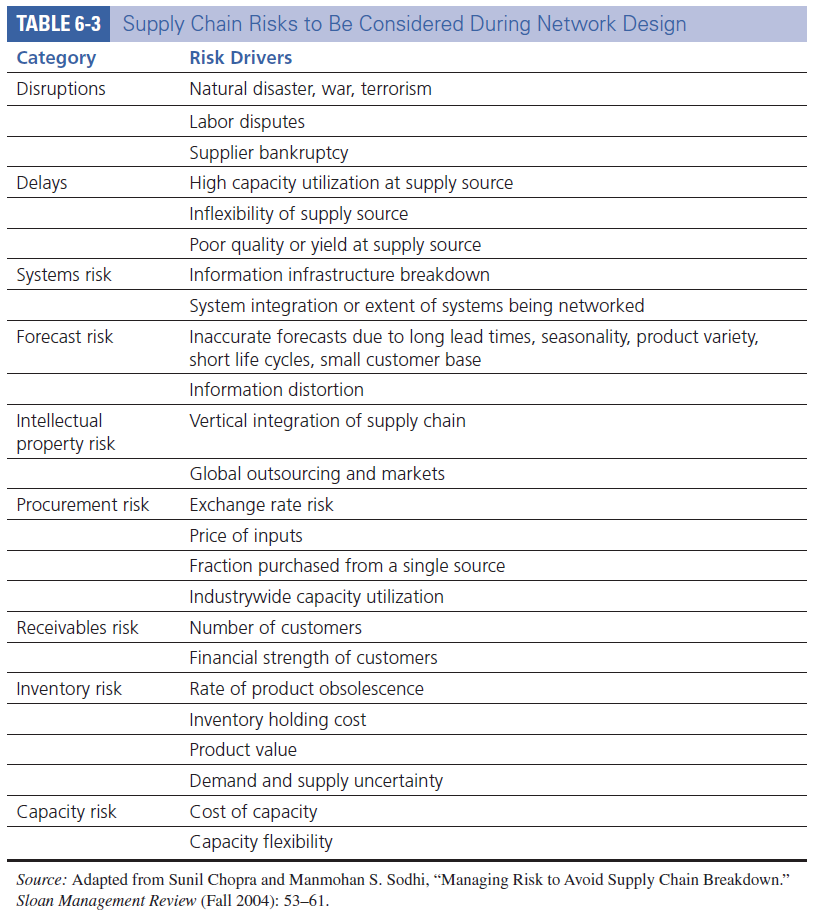 TABLE 6-3 Supply Chain Risks to Be Considered During Network Design
Category Risk Drivers
Disruptions Natural disaster, war, terrorism
Labor disputes
Supplier bankruptcy
Delays High capacity utilization at supply source
Inflexibility of supply source
Poor quality or yield at supply source
Systems risk Information infrastructure breakdown
System integration or extent of systems being networked
Forecast risk Inaccurate forecasts due to long lead times, seasonality, product variety,
short life cycles, small customer base
Information distortion
Intellectual Vertical integration of supply chain
property risk
Global outsourcing and markets
Procurement risk Exchange rate risk
Price of inputs
Fraction purchased from a single source
Industrywide capacity utilization
Receivables risk Number of customers
Financial strength of customers
Inventory risk Rate of product obsolescence
Inventory holding cost
Product value
Demand and supply uncertainty
Capacity risk Cost of capacity
Capacity flexibility
Source: Adapted from Sunil Chopra and Manmohan S. Sodhi, “Managing Risk to Avoid Supply Chain Breakdown.”
Sloan Management Review (Fall 2004): 53–61.